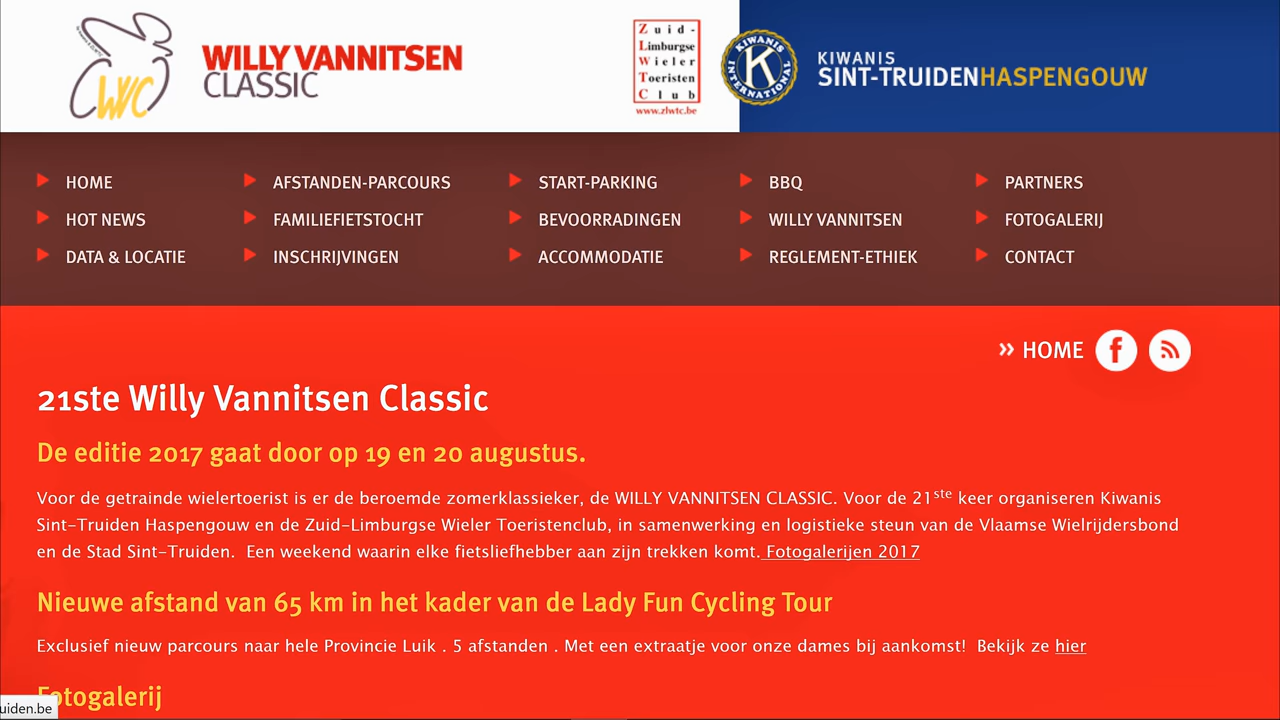 WVC
WILLY VANNITSEN
CLASSIC
Zuid-
Limburgse
Wieler
Toeristen
Club
www.zlwtc.be
KIWANIS
INTERNATIONAL
K
KIWANIS
SINT-TRUIDENHASPENGOUW
HOME
AFSTANDEN-PARCOURS
START-PARKING
BBQ
PARTNERS
HOT NEWS
FAMILIEFIETSTOCHT
BEVOORRADINGEN
WILLY VANNITSEN
FOTOGALERIJ
DATA & LOCATIE
INSCHRIJVINGEN
ACCOMMODATIE
REGLEMENT-ETHIEK
CONTACT
» HOME
21ste Willy Vannitsen Classic
De editie 2017 gaat door op 19 en 20 augustus.
Voor de getrainde wielertoerist is er de beroemde zomerklassieker, de WILLY VANNITSEN CLASSIC. Voor de 21ste keer organiseren Kiwanis
Sint-Truiden Haspengouw en de Zuid-Limburgse Wieler Toeristenclub, in samenwerking en logistieke steun van de Vlaamse Wielrijdersbond
en de Stad Sint-Truiden. Een weekend waarin elke fietsliefhebber aan zijn trekken komt. Fotogalerijen 2017
Nieuwe afstand van 65 km in het kader van de Lady Fun Cycling Tour
Exclusief nieuw parcours naar hele Provincie Luik . 5 afstanden . Met een extraatje voor onze dames bij aankomst! Bekijk ze hier
Fotogalerij
uiden.be